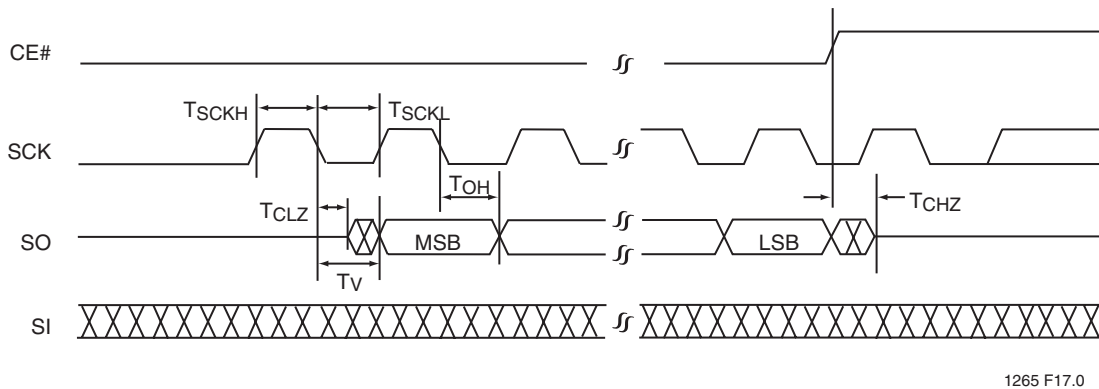 CE#
TSCKH
TSCKL
SCK
TOH
TCLZ
TCHZ
SO
MSB
LSB
TV
SI
1265 F17.0